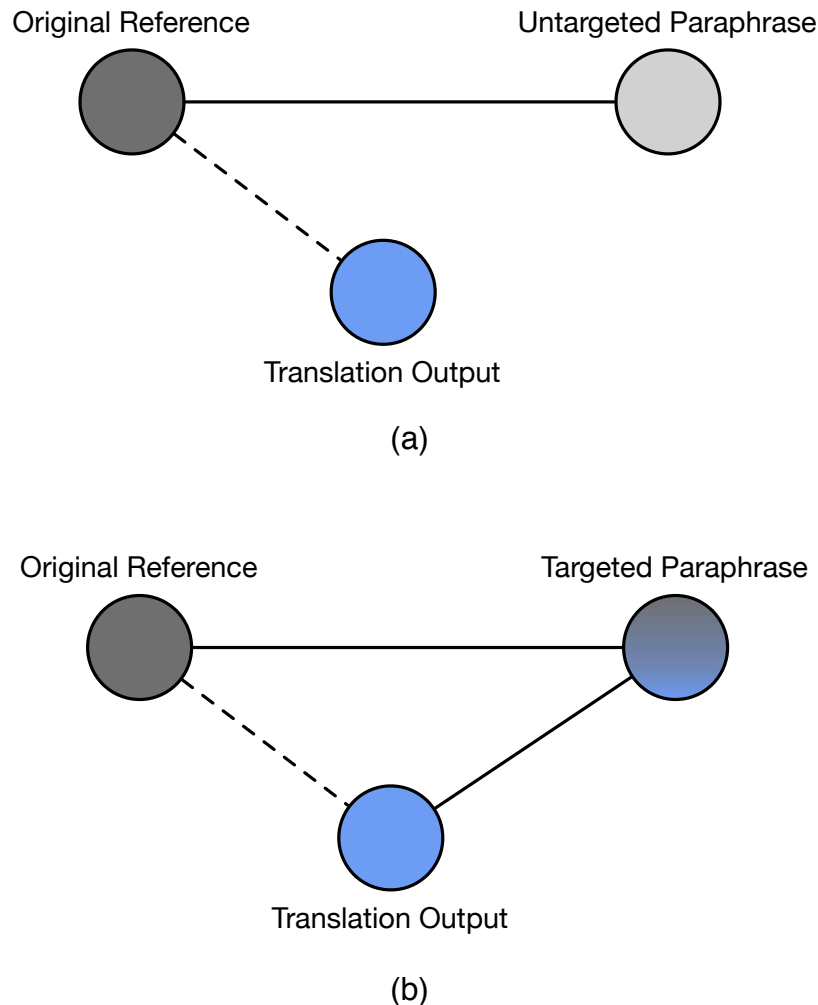 Original Reference
Untargeted Paraphrase
Translation Output
(a)
Original Reference
Targeted Paraphrase
Translation Output
(b)